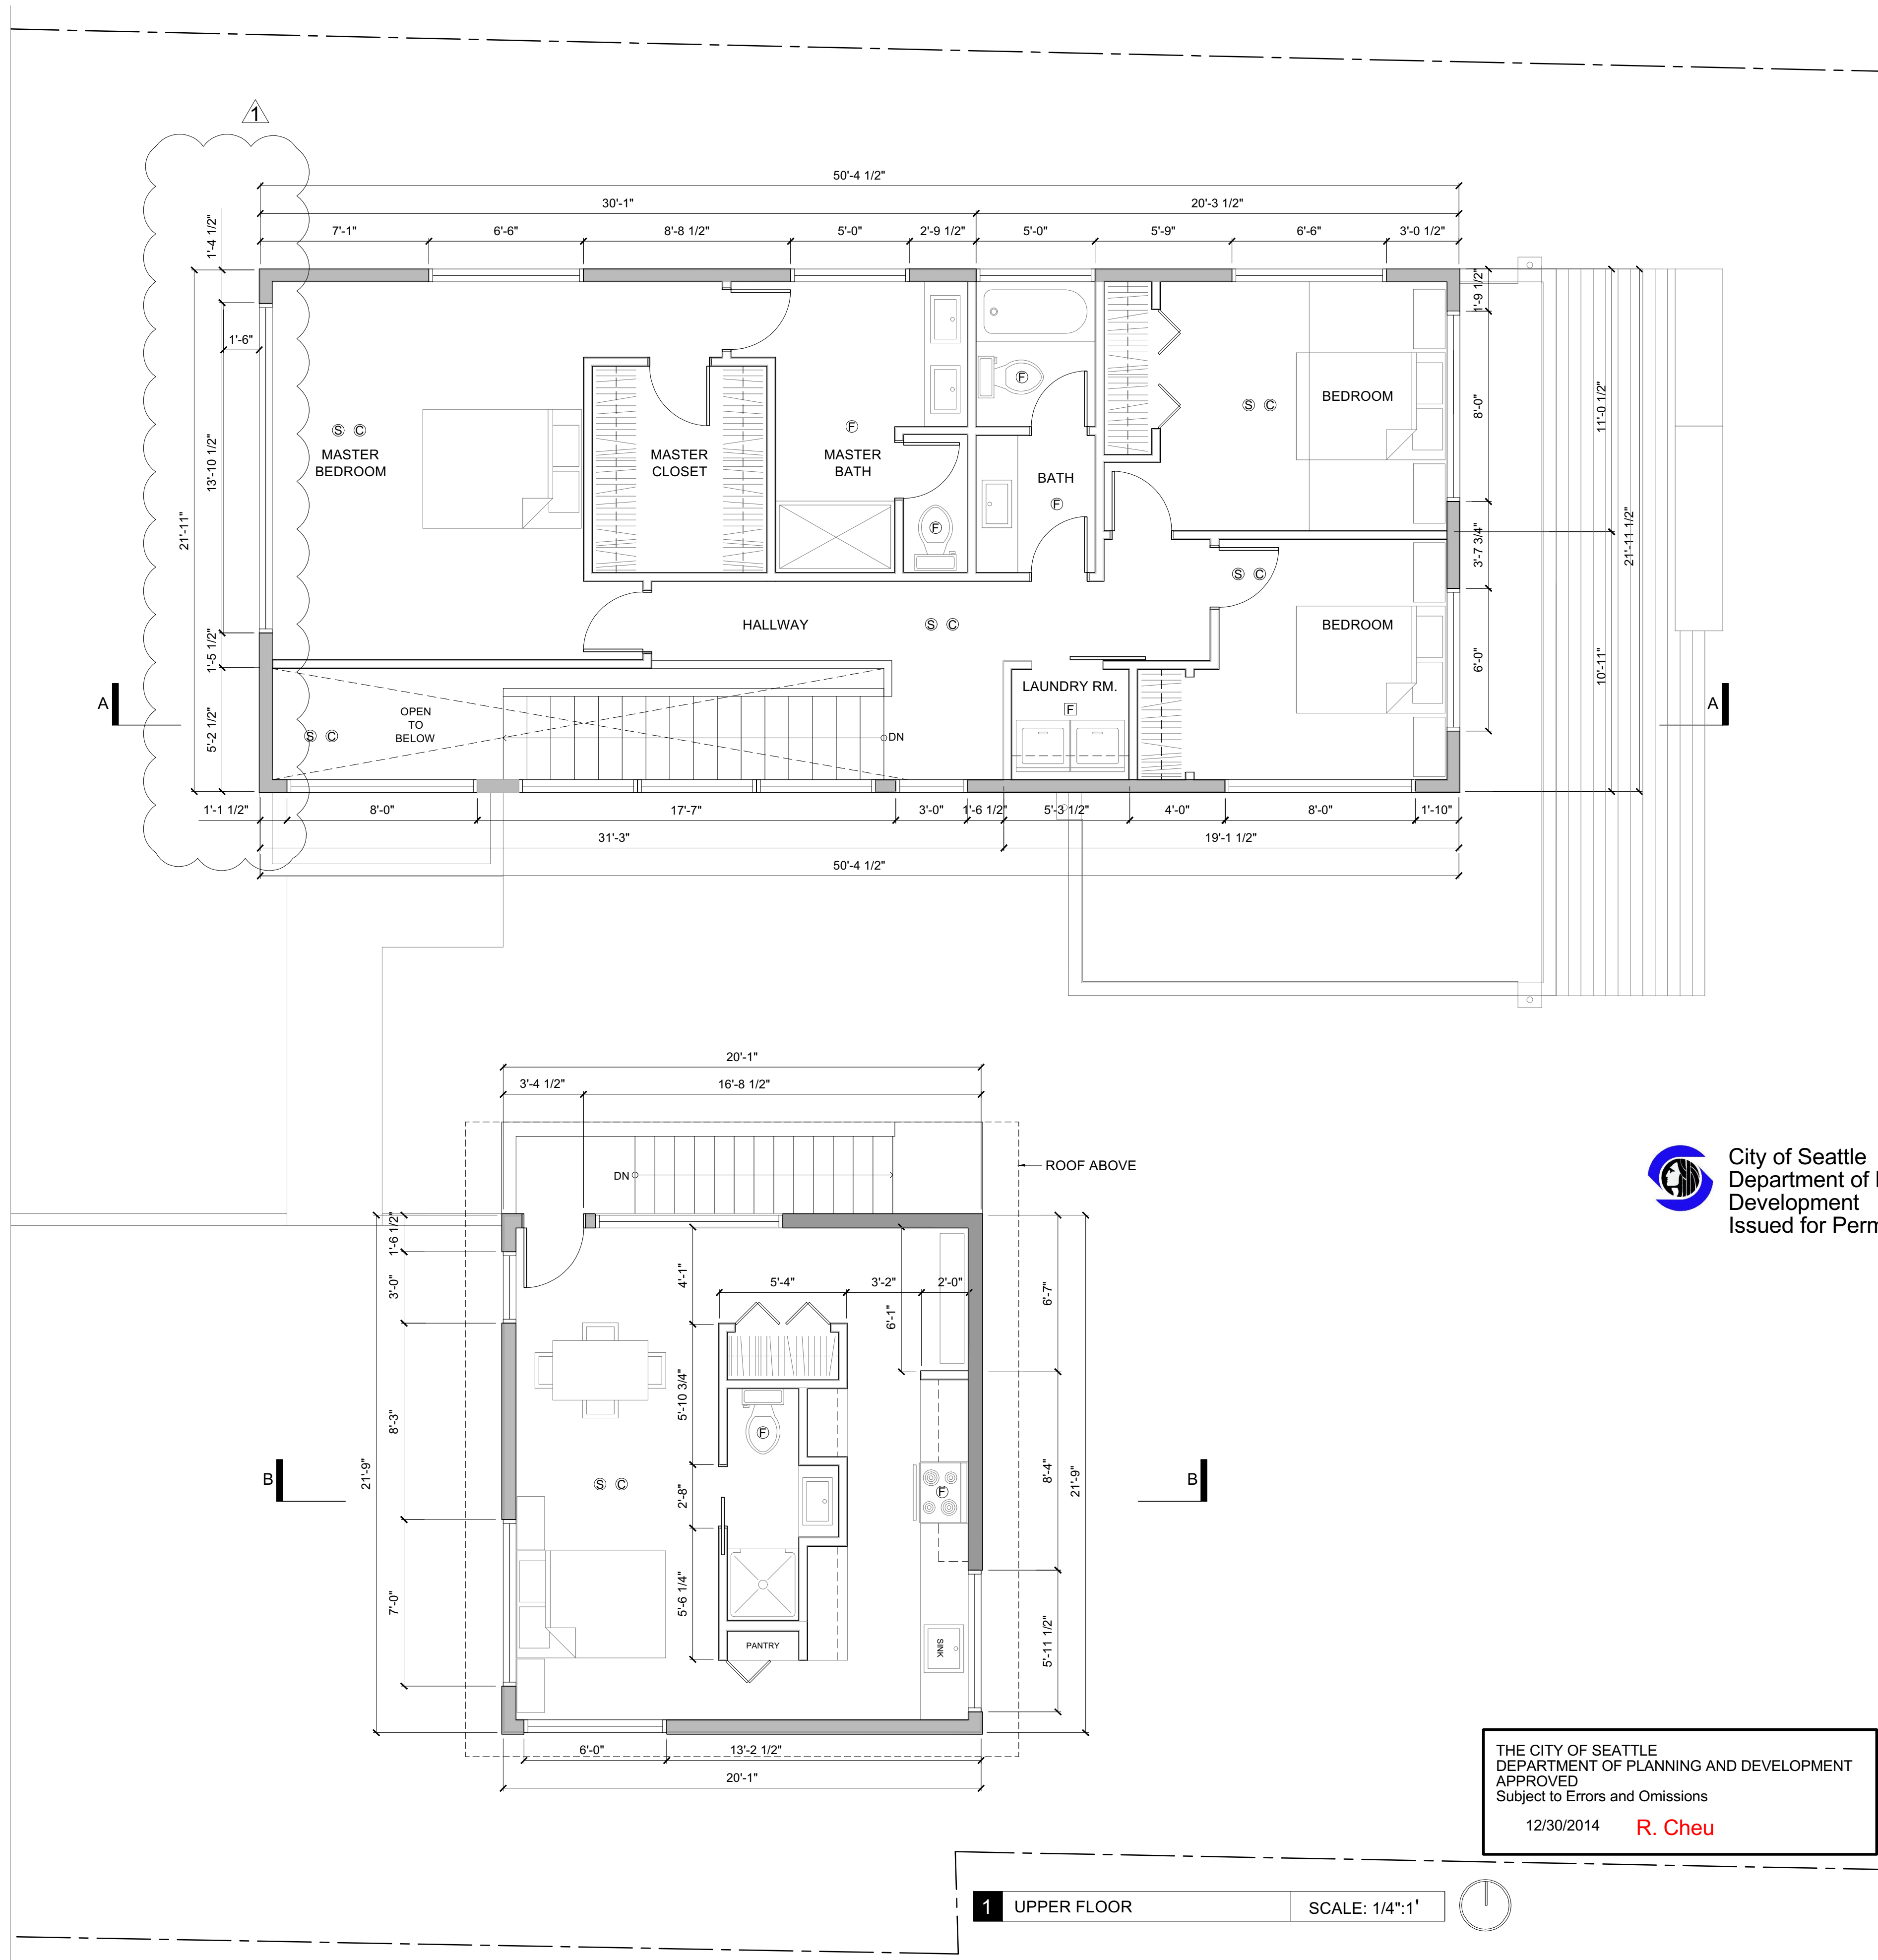 1
50'-4 1/2"
30'-1"
20'-3 1/2"
7'-1"
6'-6"
8'-8 1/2"
5'-0"
2'-9 1/2"
5'-0"
5'-9"
6'-6"
3'-0 1/2"
1'-4 1/2"
1'-6"
13'-10 1/2"
21'-11"
1'-5 1/2"
5'-2 1/2"
1'-9 1/2"
8'-0"
3'-7 3/4"
6'-0"
11'-0 1/2"
10'-11"
21'-11 1/2"
S C
MASTER
BEDROOM
MASTER
CLOSET
F
MASTER
BATH
F
F
BATH
F
S C
BEDROOM
S C
BEDROOM
HALLWAY
S C
LAUNDRY RM.
F
A
A
OPEN
TO
BELOW
S C
DN
1'-1 1/2"
8'-0"
17'-7"
3'-0"
1'-6 1/2"
5'-3 1/2"
4'-0"
8'-0"
1'-10"
31'-3"
19'-1 1/2"
50'-4 1/2"
20'-1"
3'-4 1/2"
16'-8 1/2"
DN
ROOF ABOVE
1'-6 1/2"
3'-0"
8'-3"
7'-0"
21'-9"
4'-1"
5'-10 3/4"
2'-8"
5'-6 1/4"
5'-4"
3'-2"
2'-0"
6'-1"
6'-7"
8'-4"
5'-11 1/2"
21'-9"
F
S C
F
B
B
PANTRY
SINK
6'-0"
13'-2 1/2"
20'-1"
City of Seattle
Department of
Development
Issued for
THE CITY OF SEATTLE
DEPARTMENT OF PLANNING AND DEVELOPMENT
APPROVED
Subject to Errors and Omissions
12/30/2014 R. Cheu
1 UPPER FLOOR SCALE: 1/4":1'